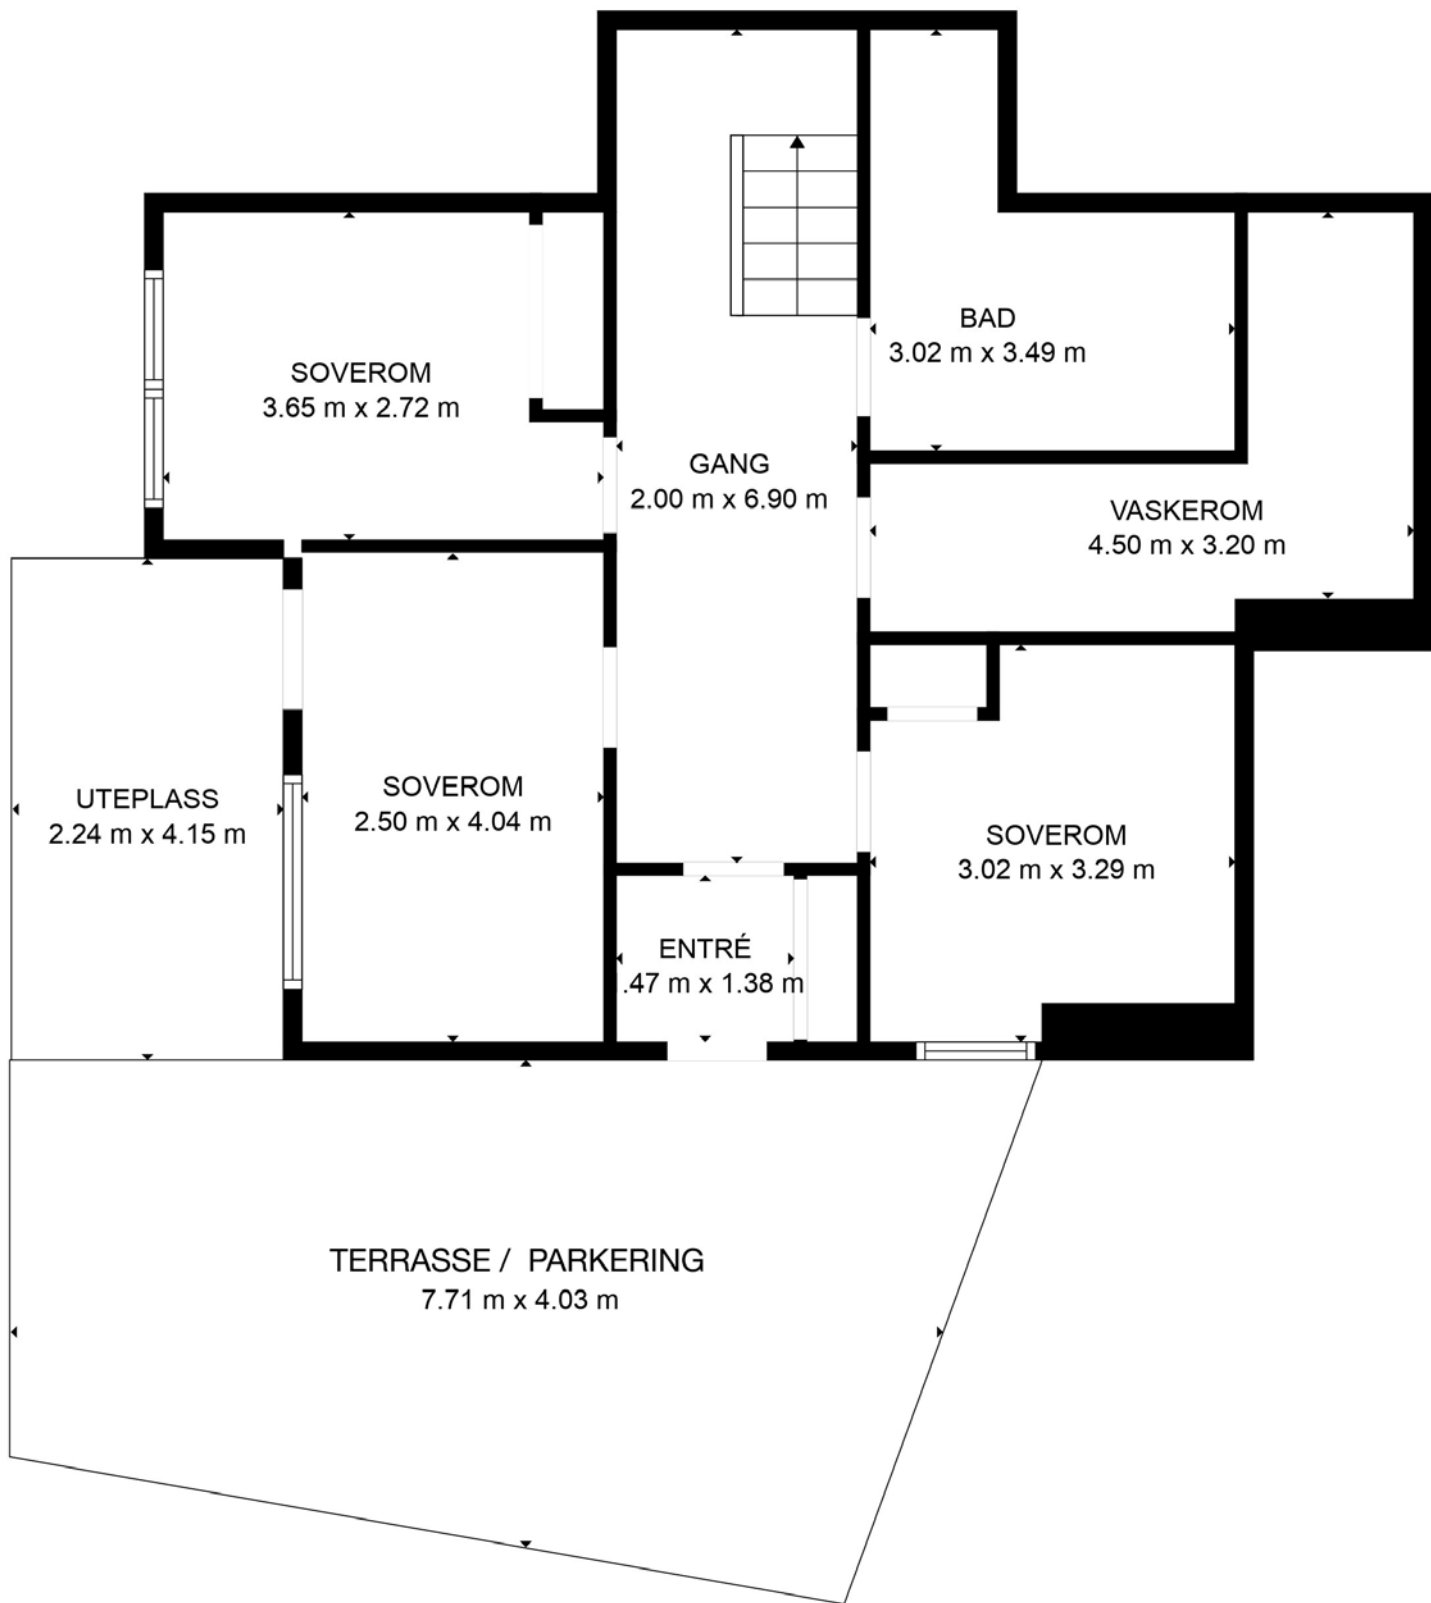 BAD
3.02 m x 3.49 m
SOVEROM
3.65 m x 2.72 m
GANG
2.00 m x 6.90 m
VASKEROM
4.50 m x 3.20 m
UTEPLASS
2.24 m x 4.15 m
SOVEROM
2.50 m x 4.04 m
SOVEROM
3.02 m x 3.29 m
ENTRÉ
.47 m x 1.38 m
TERRASSE / PARKERING
7.71 m x 4.03 m